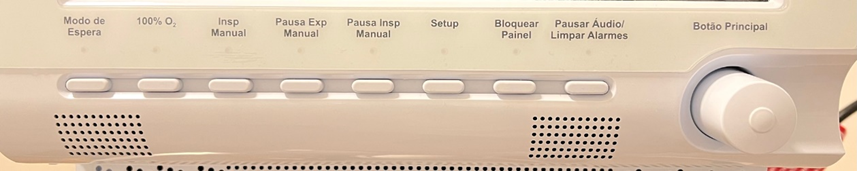 Modo de
Espera
100% O₂
Insp
Manual
Pausa Exp
Manual
Pausa Insp
Manual
Setup
Bloquear
Painel
Pausar Áudio/
Limpar Alarmes
Botão Principal